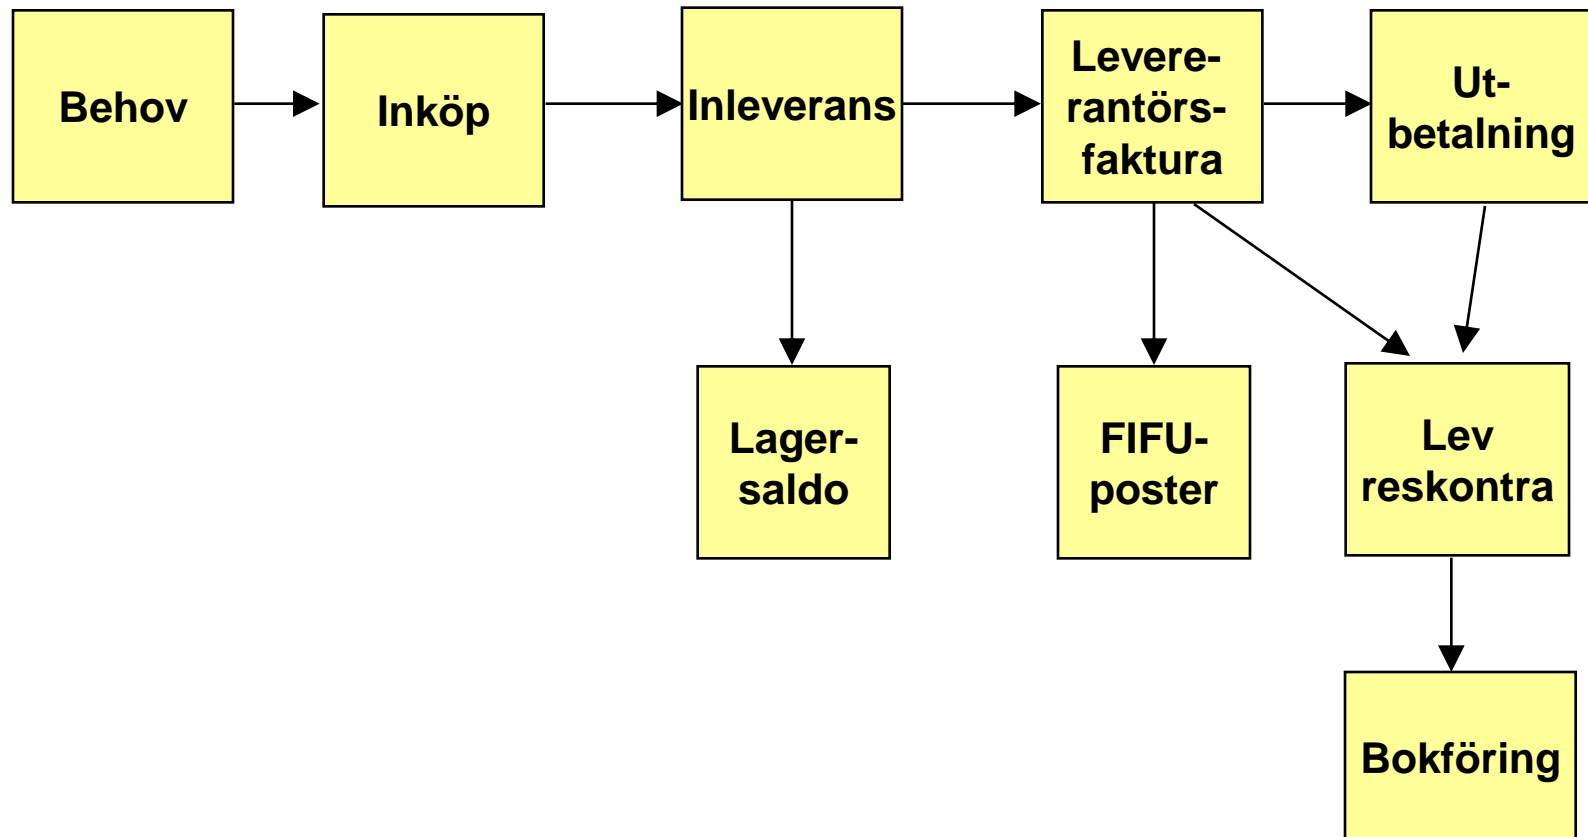 Behov
Inköp
Inleverans
Levere-
rantörs-
faktura
Ut-
betalning
Lager-
saldo
FIFU-
poster
Lev
reskontra
Bokföring